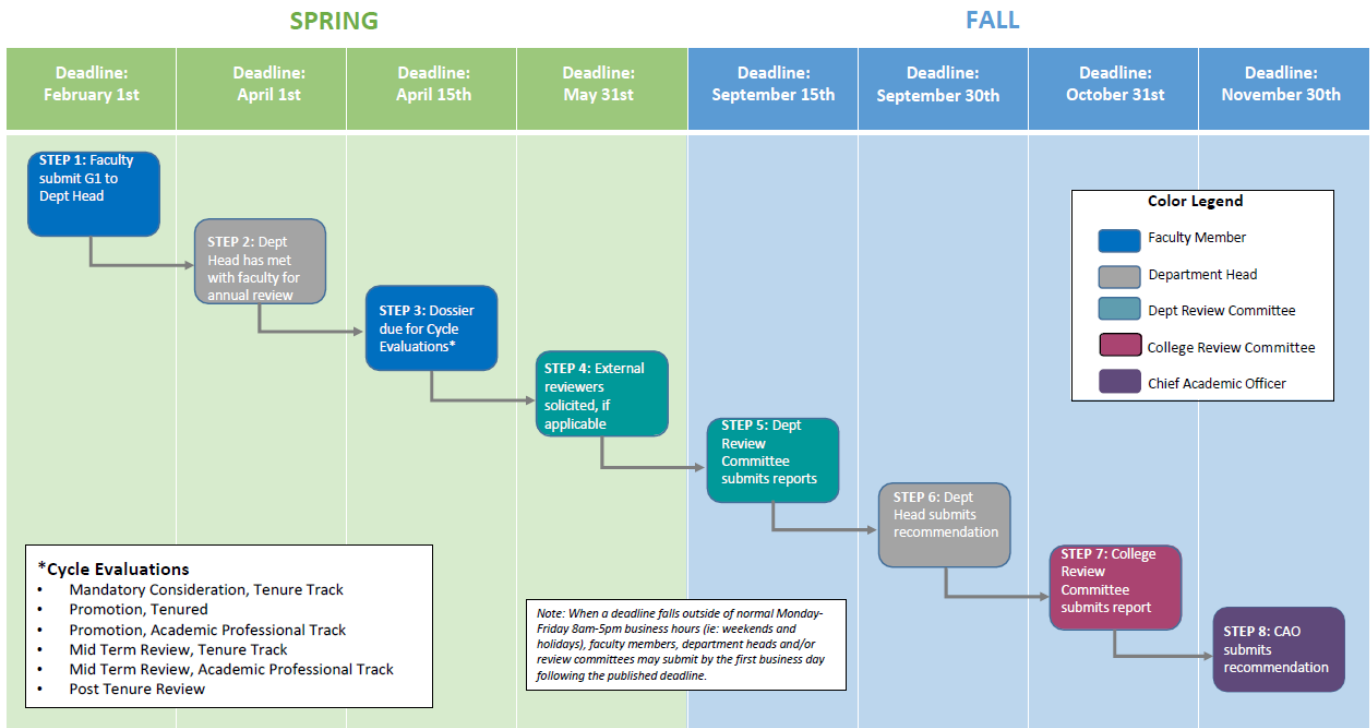 SPRING
FALL
Deadline:
February 1st
Deadline:
April 1st
Deadline:
April 15th
Deadline:
May 31st
Deadline:
September 15th
Deadline:
September 30th
Deadline:
October 31st
Deadline:
November 30th
STEP 1: Faculty
submit G1 to
Dept Head
STEP 2: Dept
Head has met
with faculty for
annual review
STEP 3: Dossier
due for Cycle
Evaluations*
STEP 4: External
reviewers
solicited, if
applicable
STEP 5: Dept
Review
Committee
submits reports
STEP 6: Dept
Head submits
recommendation
STEP 7: College
Review
Committee
submits report
STEP 8: CAO
submits
recommendation
Color Legend
Faculty Member
Department Head
Dept Review Committee
College Review Committee
Chief Academic Officer
*Cycle Evaluations
• Mandatory Consideration, Tenure Track
• Promotion, Tenured
• Promotion, Academic Professional Track
• Mid Term Review, Tenure Track
• Mid Term Review, Academic Professional Track
• Post Tenure Review
Note: When a deadline falls outside of normal Monday-
Friday 8am-5pm business hours (ie: weekends and
holidays), faculty members, department heads and/or
review committees may submit by the first business day
following the published deadline.